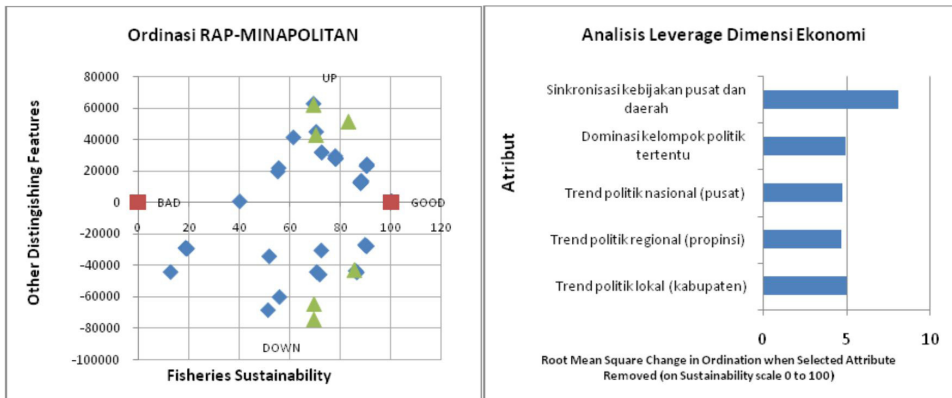 Ordinasi RAP-MINAPOLITAN
Other Distingishing Features
80000
UP
60000
40000
20000
0
BAD
GOOD
0 20 40 60 80 100 120
-20000
-40000
-60000
-80000
DOWN
-100000
Fisheries Sustainability
Analisis Leverage Dimensi Ekonomi
Atribut
Sinkronisasi kebijakan pusat dan
daerah
Dominasi kelompok politik
tertentu
Trend politik nasional (pusat)
Trend politik regional (propinsi)
Trend politik lokal (kabupaten)
0 5 10
Root Mean Square Change in Ordination when Selected Attribute
Removed (on Sustainability scale 0 to 100)